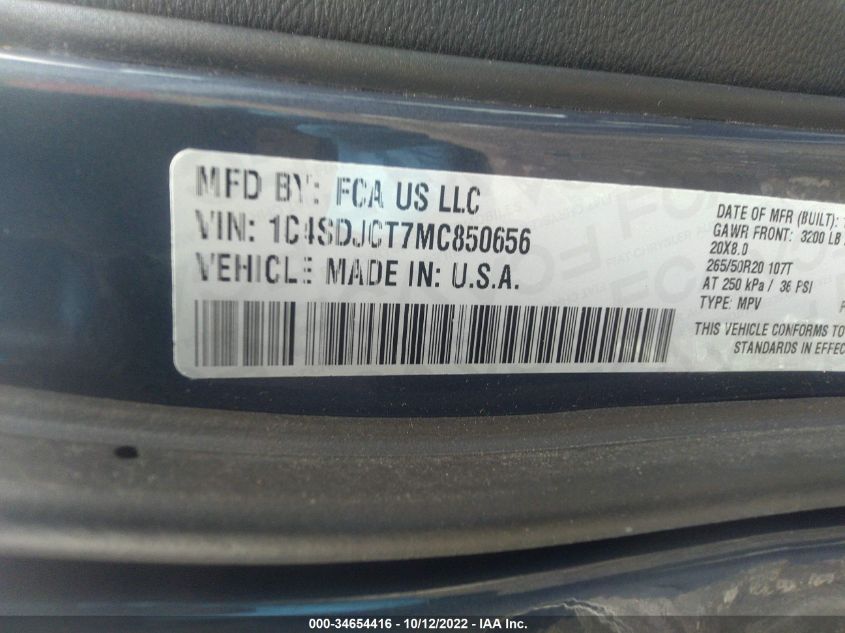 MFD BY: FCA US LLC
VIN: 1C4SDJCT7MC850656
VEHICLE MADE IN: U.S.A.
DATE OF MFR (BUILT):
GAWR FRONT: 3200 LB
20X8.0
265/50R20 107T
AT 250 kPa / 36 PSI
TYPE: MPV
THIS VEHICLE CONFORMS TO
STANDARDS IN EFFEC
000-34654416 - 10/12/2022 - IAA Inc.